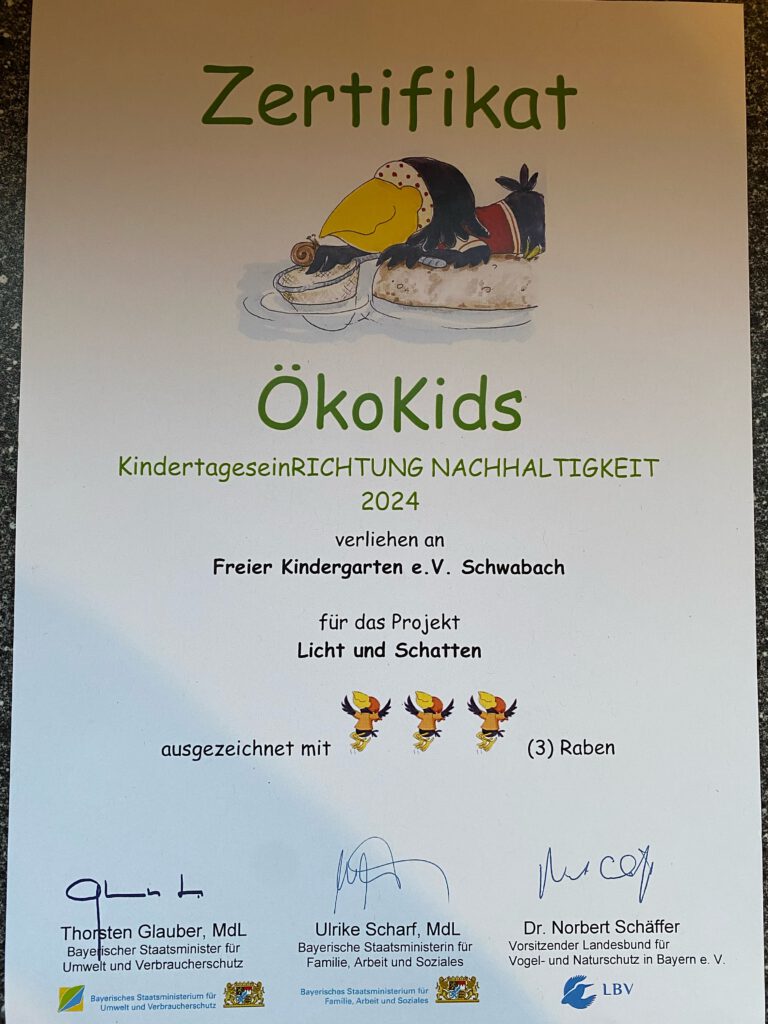 Zertifikat
ÖkoKids
KindertageseinRICHTUNG NACHHALTIGKEIT
2024
verliehen an
Freier Kindergarten e.V. Schwabach
für das Projekt
Licht und Schatten
ausgezeichnet mit (3) Raben
Thorsten Glauber, MdL
Bayerischer Staatsminister für
Umwelt und Verbraucherschutz
Ulrike Scharf, MdL
Bayerische Staatsministerin für
Familie, Arbeit und Soziales
Dr. Norbert Schäffer
Vorsitzender Landesbund für
Vogel- und Naturschutz in Bayern e. V.
Bayerisches Staatsministerium für
Umwelt und Verbraucherschutz
Bayerisches Staatsministerium für
Familie, Arbeit und Soziales
LBV